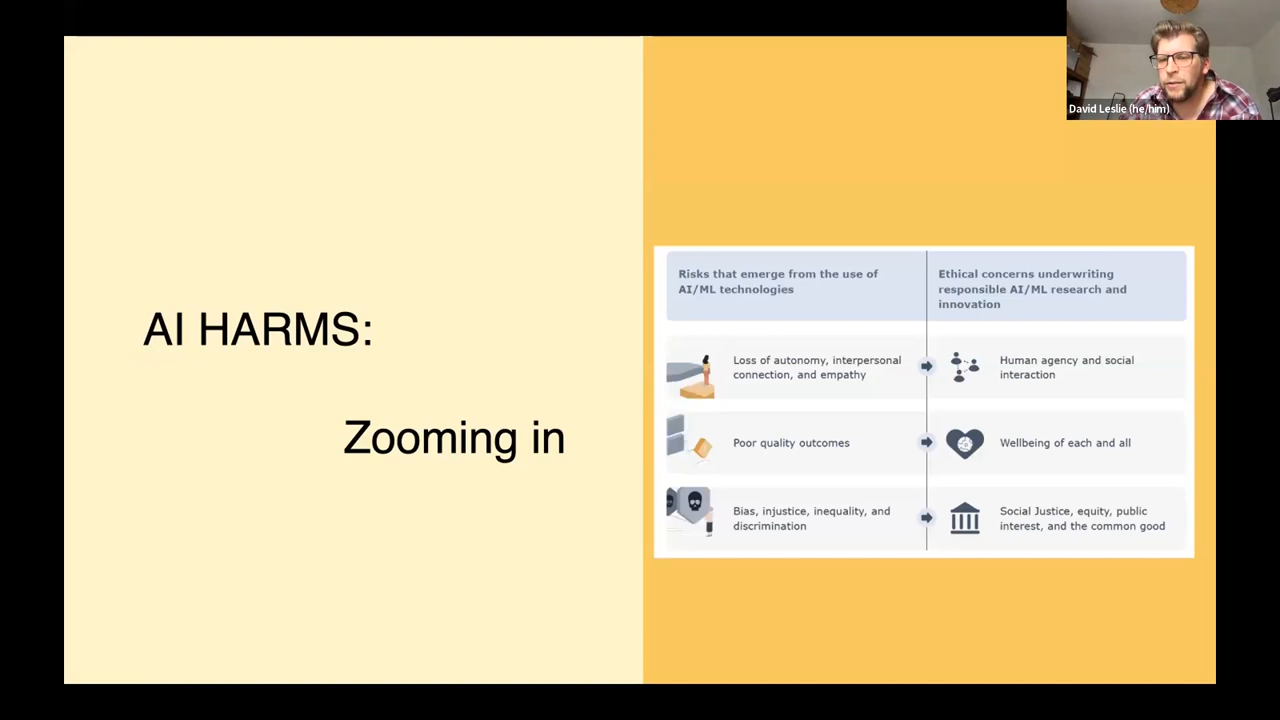 David Leslie (he/him)
AI HARMS:
Zooming in
Risks that emerge from the use of
AI/ML technologies
Ethical concerns underwriting
responsible AI/ML research and
innovation
Loss of autonomy, interpersonal
connection, and empathy
Human agency and social
interaction
Poor quality outcomes
Wellbeing of each and all
Bias, injustice, inequality, and
discrimination
Social Justice, equity, public
interest, and the common good